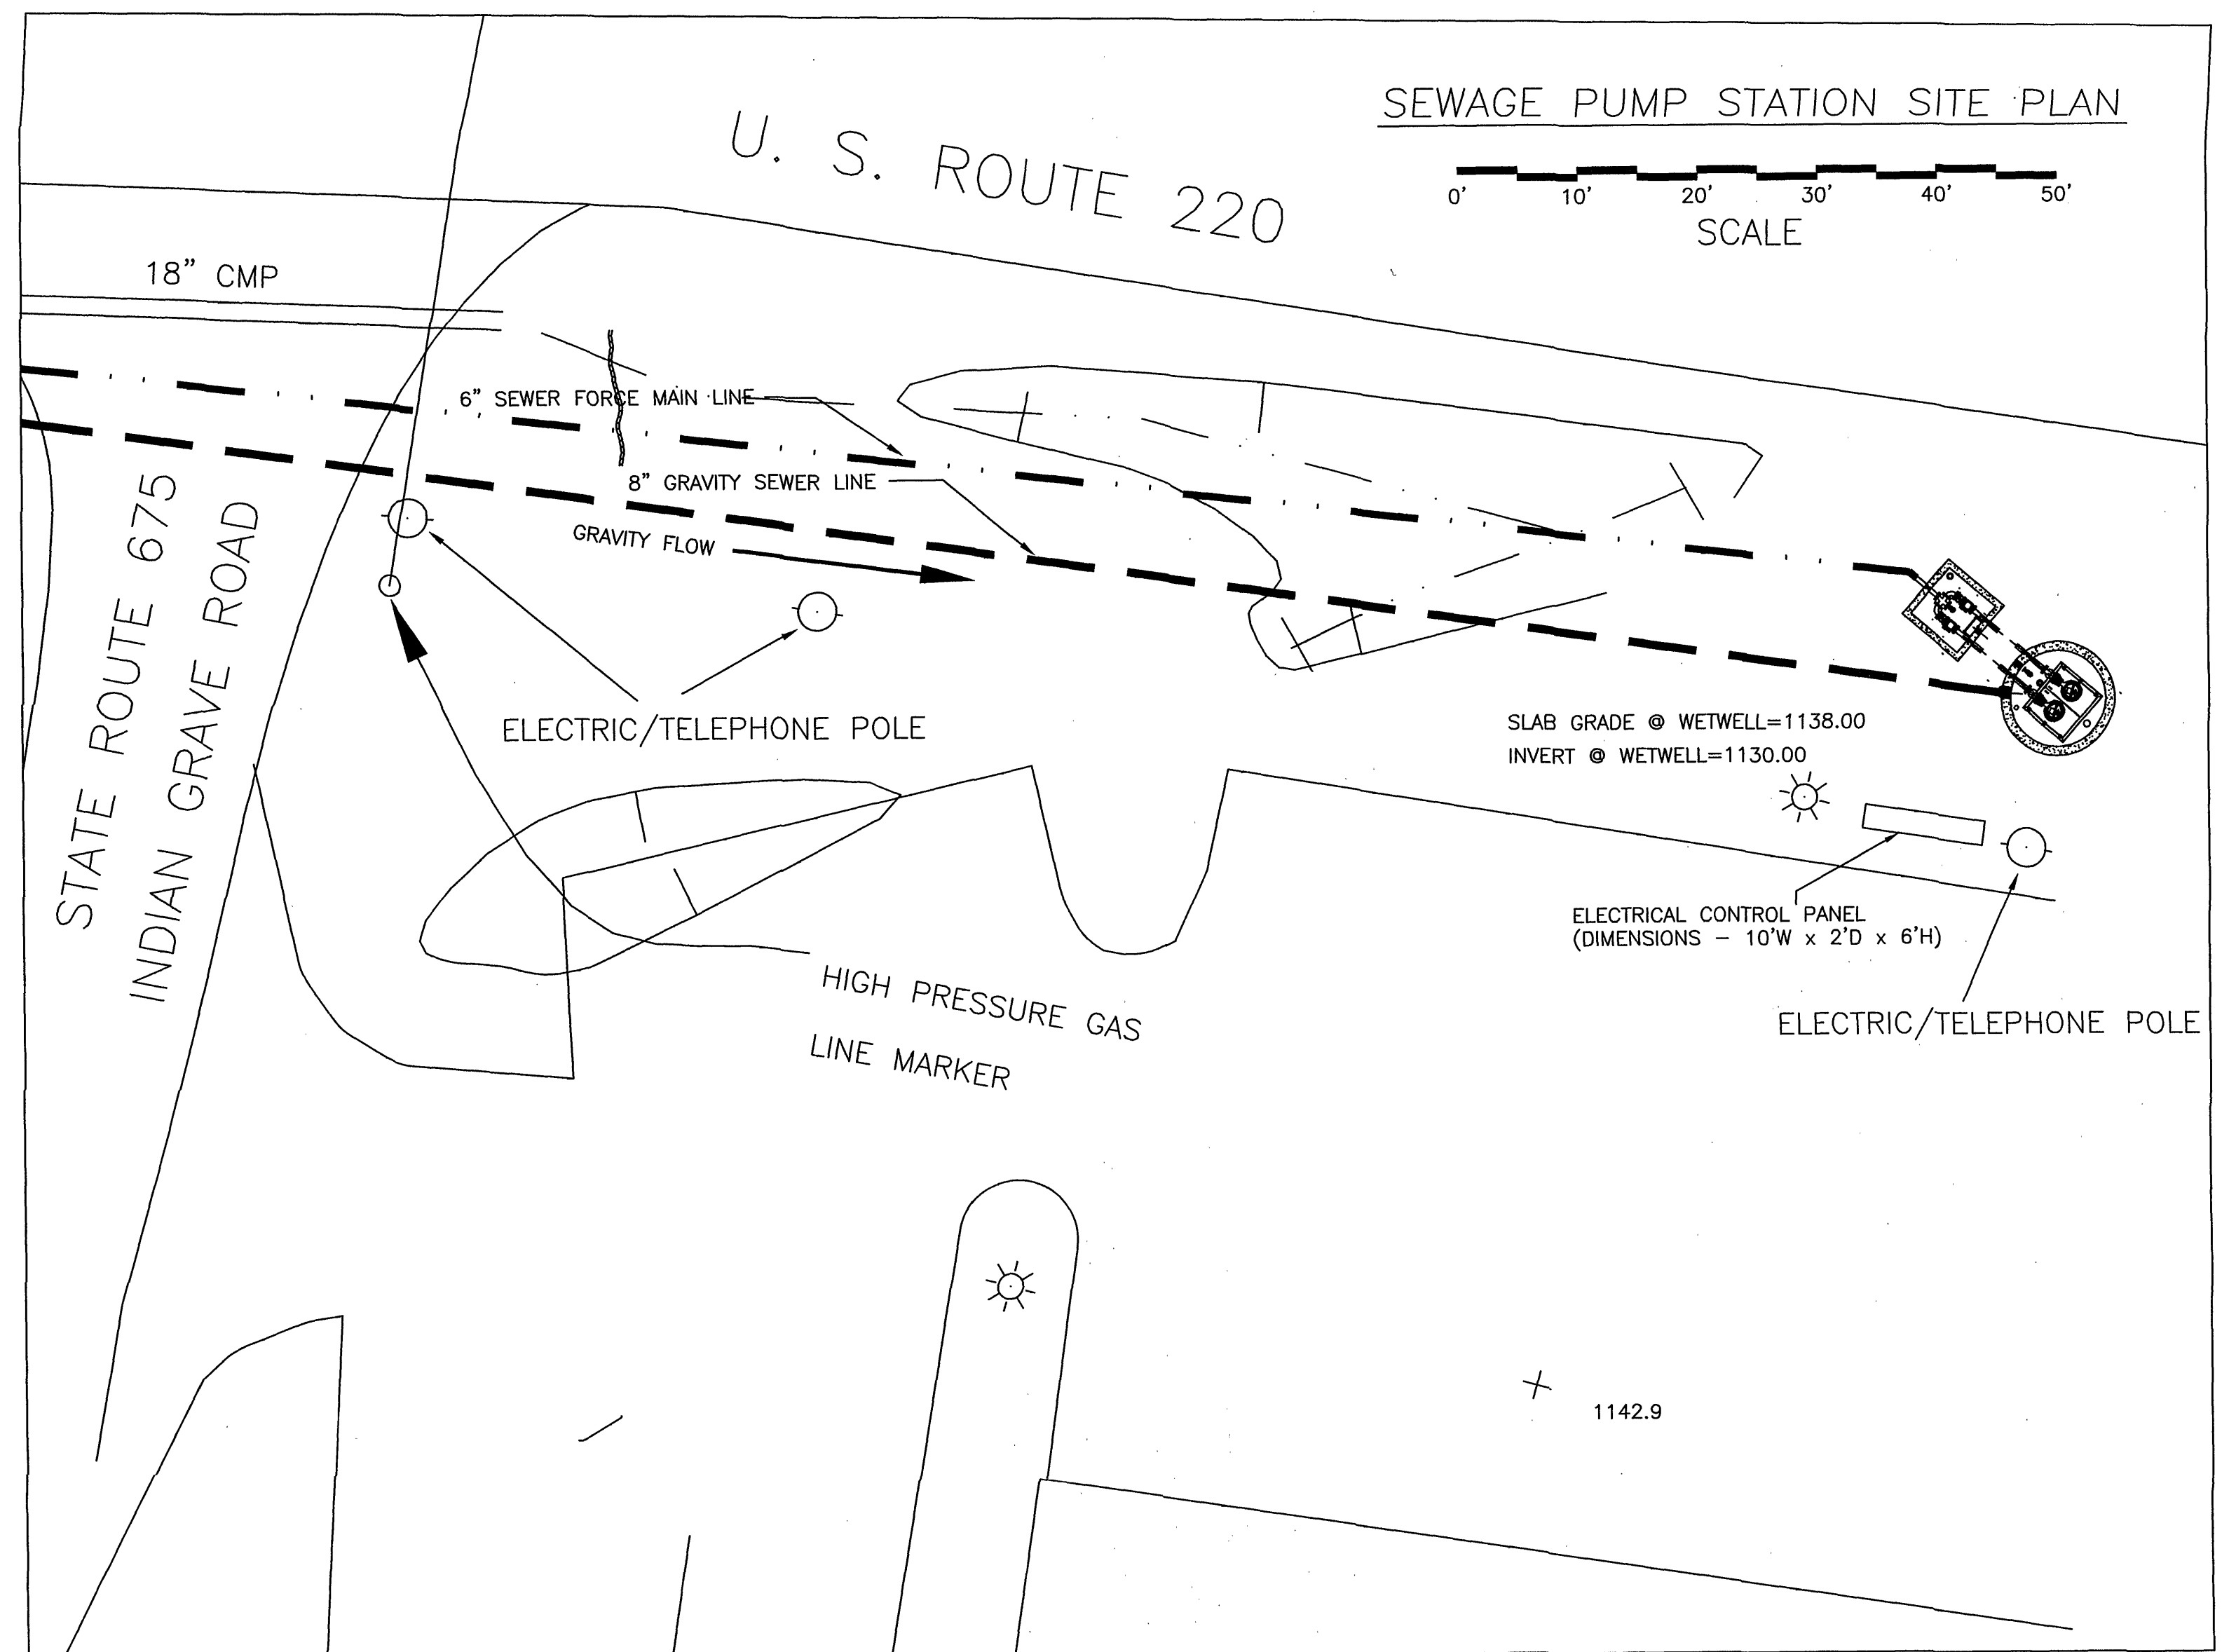 SEWAGE PUMP STATION SITE PLAN
0' 10' 20' 30' 40' 50'
SCALE
U. S. ROUTE 220
18" CMP
6" SEWER FORCE MAIN LINE
8" GRAVITY SEWER LINE
GRAVITY FLOW
STATE ROUTE 675
INDIAN GRAVE ROAD
ELECTRIC/TELEPHONE POLE
SLAB GRADE @ WETWELL=1138.00
INVERT @ WETWELL=1130.00
ELECTRICAL CONTROL PANEL
(DIMENSIONS - 10'W x 2'D x 6'H)
HIGH PRESSURE GAS
LINE MARKER
ELECTRIC/TELEPHONE POLE
1142.9